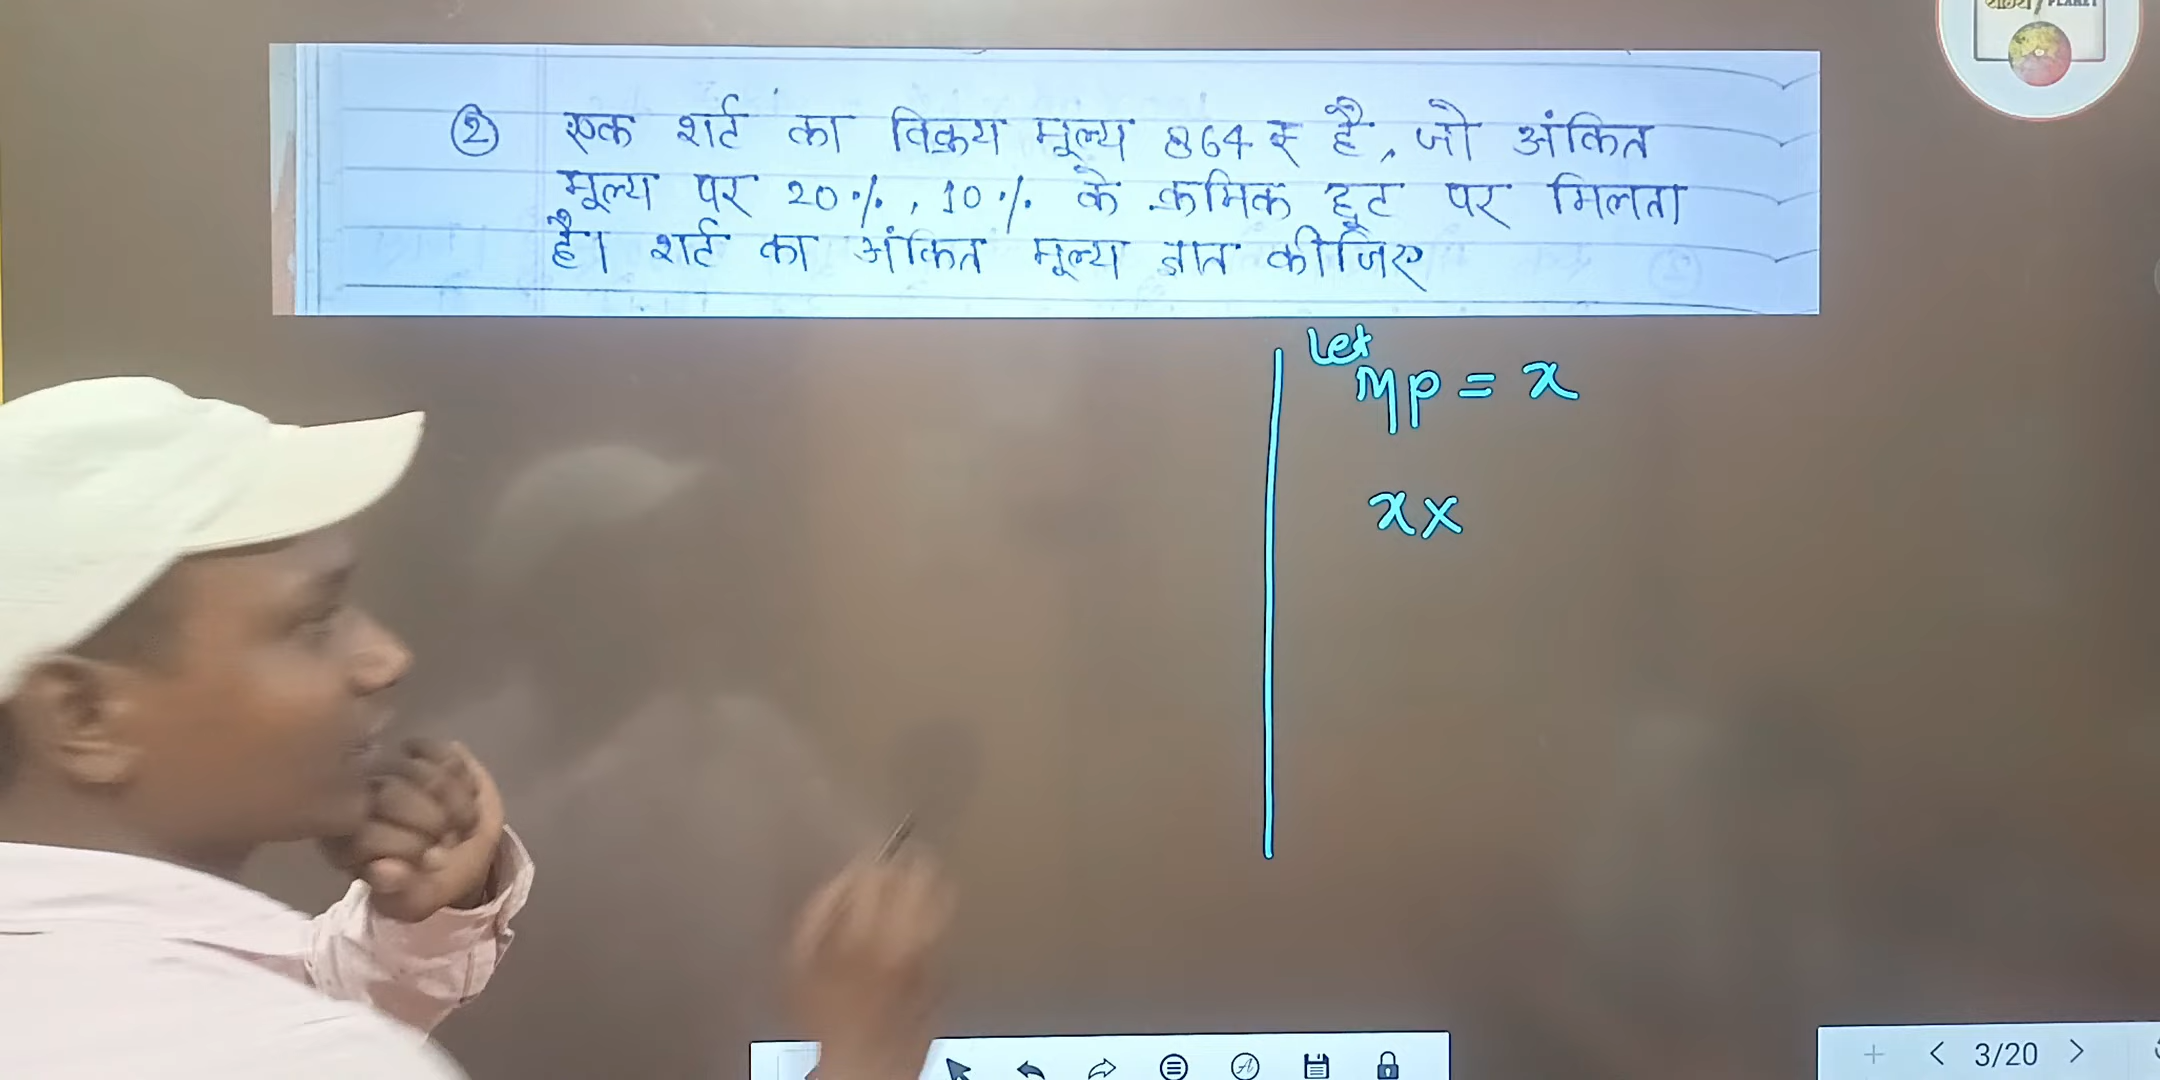 ② एक शर्ट का विक्रय मूल्य 864 ₹ है, जो अंकित
मूल्य पर 20%, 10% के क्रमिक छूट पर मिलता
है। शर्ट का अंकित मूल्य ज्ञात कीजिए
Let
MP = x
x×
3/20